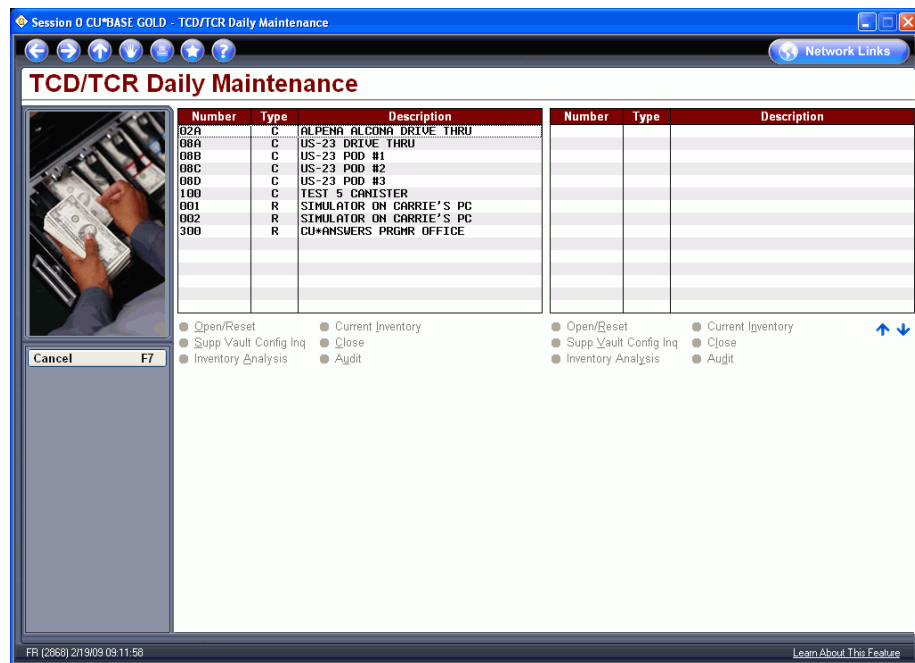 Session 0 CU*BASE GOLD - TCD/TCR Daily Maintenance
Network Links
TCD/TCR Daily Maintenance
Number Type Description Number Type Description
02A C ALPENA ALCONA DRIVE THRU
08A C US-23 DRIVE THRU
08B C US-23 POD #1
08C C US-23 POD #2
08D C US-23 POD #3
100 C TEST 5 CANISTER
001 R SIMULATOR ON CARRIE'S PC
002 R SIMULATOR ON CARRIE'S PC
300 R CU*ANSWERS PRGMR OFFICE
Open/Reset Current Inventory Open/Reset Current Inventory
Supp Vault Config Inq Close Supp Vault Config Inq Close
Cancel F7 Inventory Analysis Audit Inventory Analysis Audit
FR (2868) 2/19/09 09:11:58 Learn About This Feature